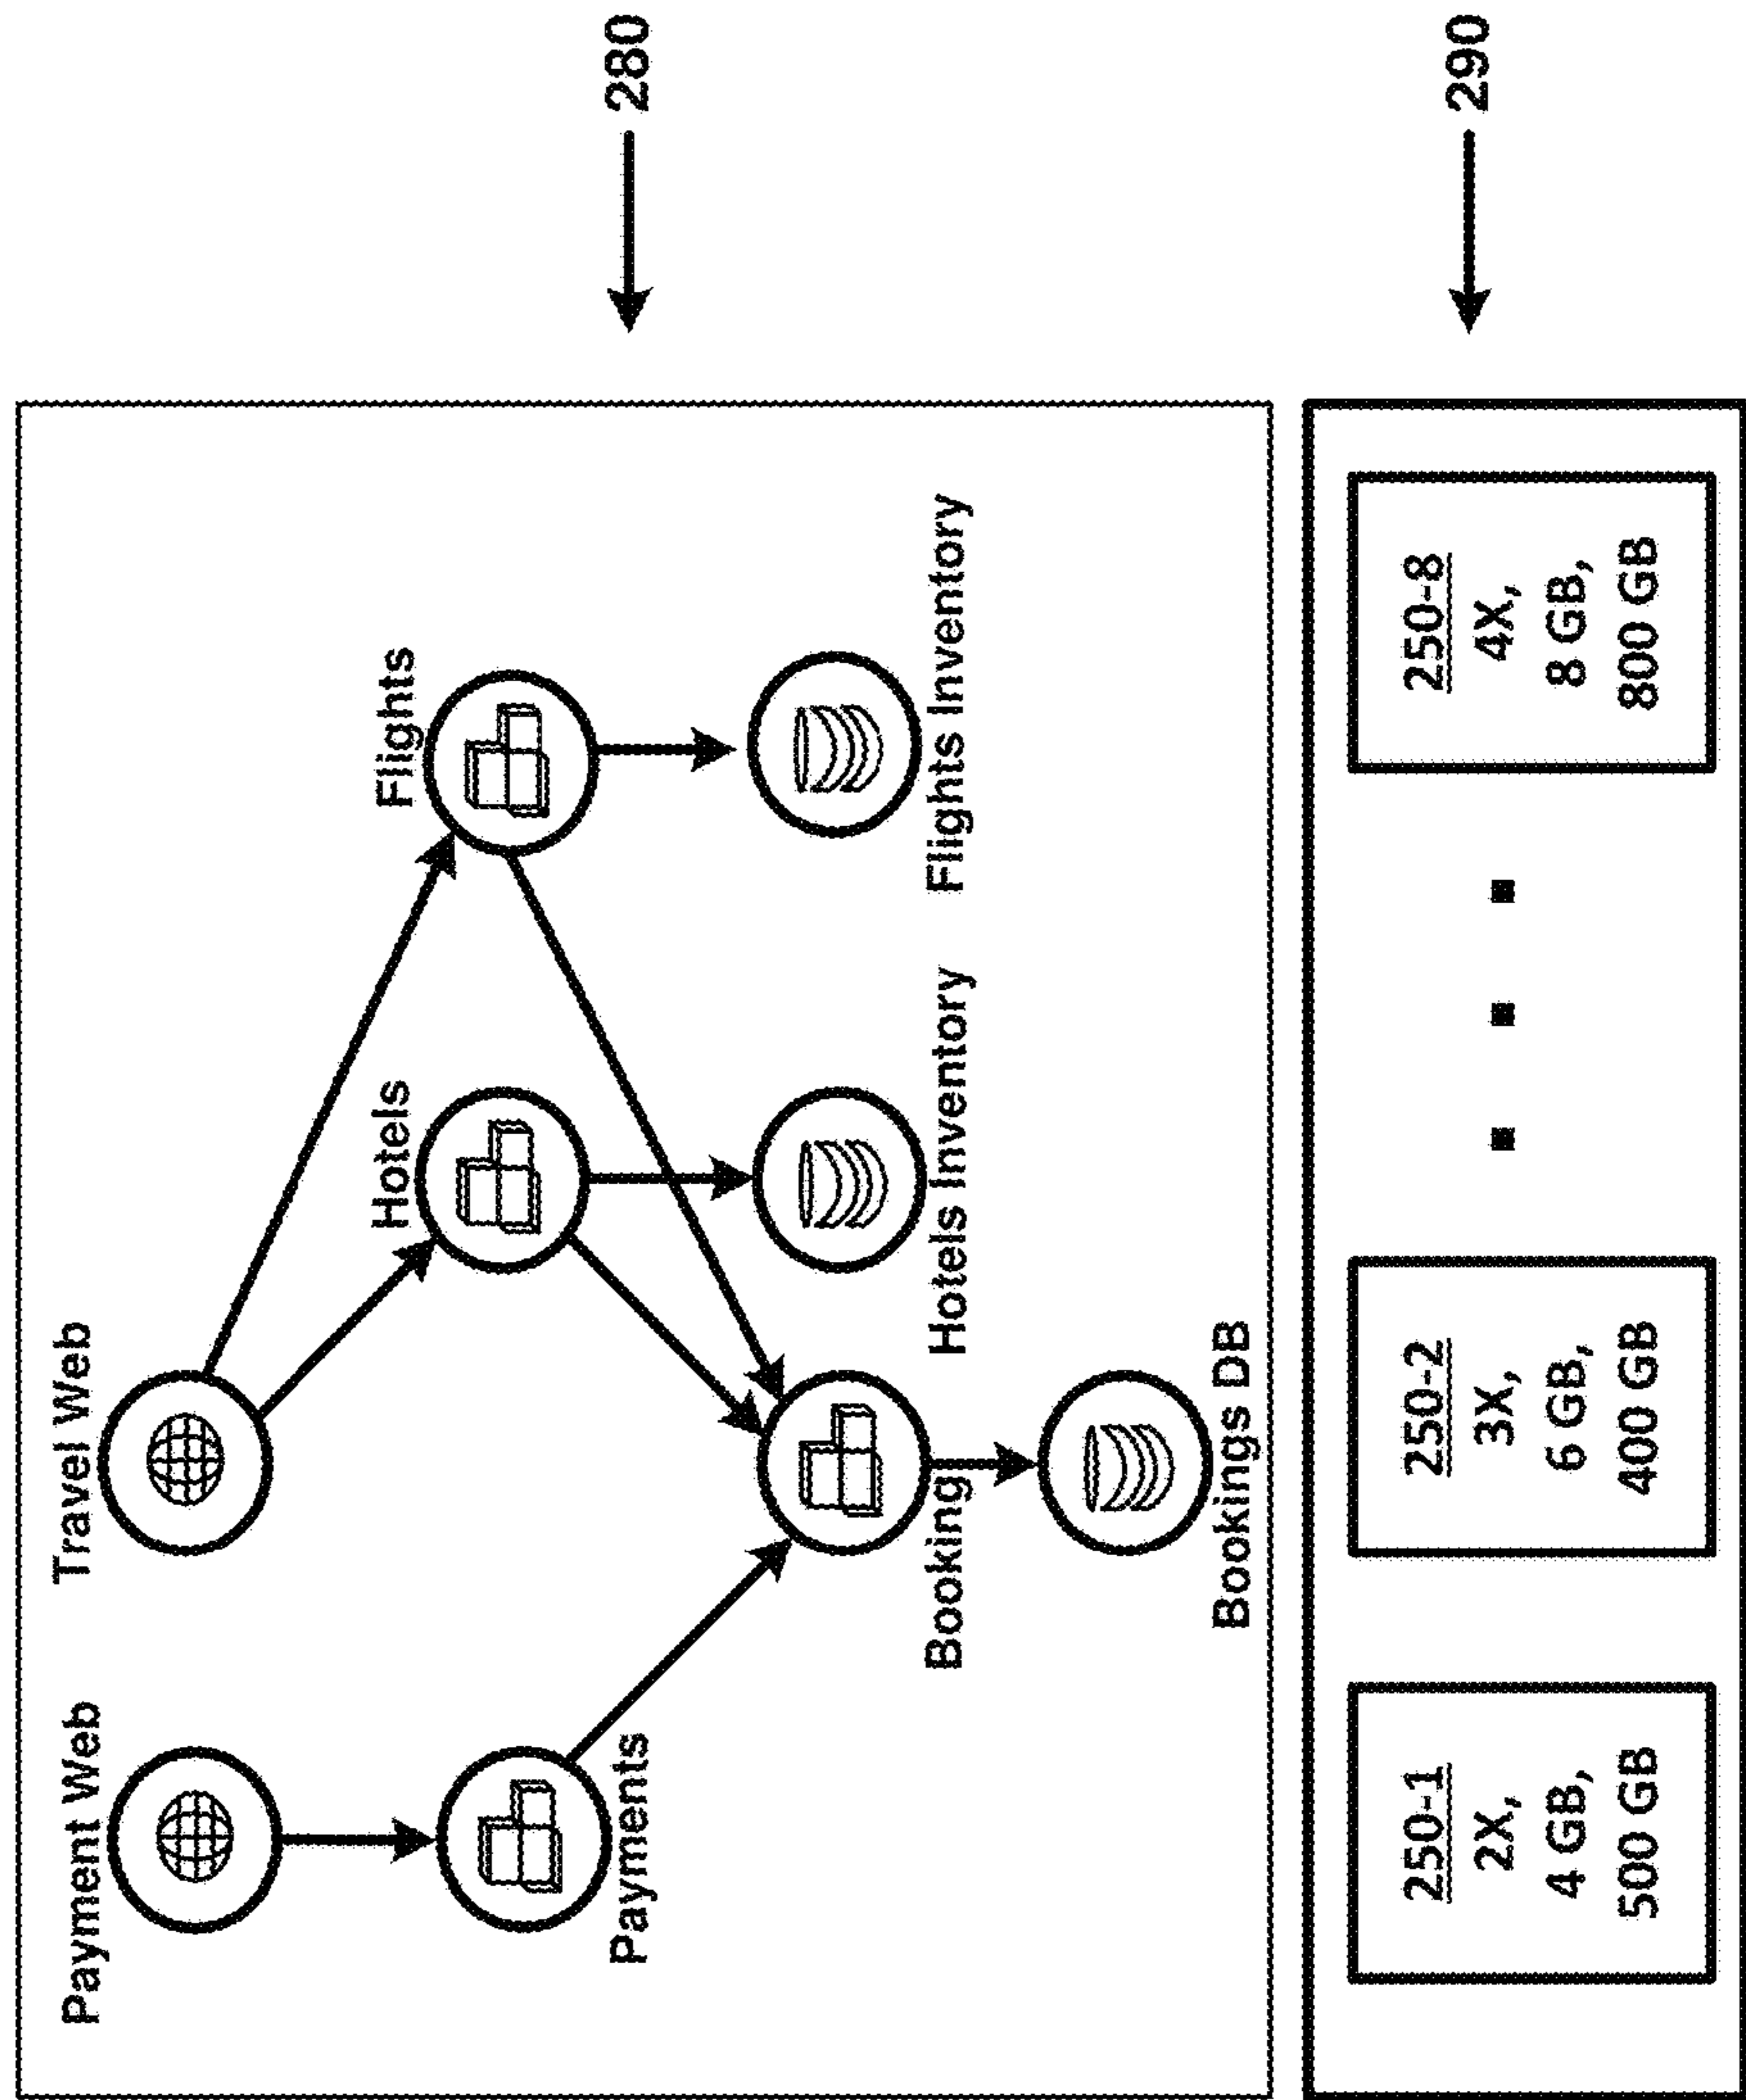 Payment Web
Travel Web
Payments
Hotels
Flights
Booking
Hotels Inventory
Flights Inventory
Bookings DB
280
250-1
2X,
4 GB,
500 GB
250-2
3X,
6 GB,
400 GB
250-8
4X,
8 GB,
800 GB
290